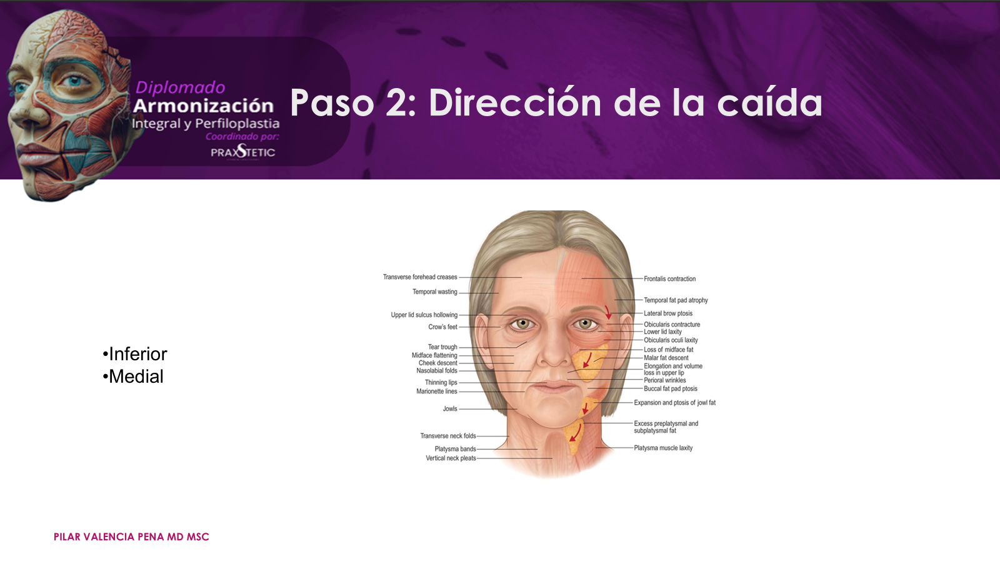 Diplomado
Armonización
Integral y Perfiloplastia
Coordinado por:
PRAXSTETIC
Paso 2: Dirección de la caída
•Inferior
•Medial
Transverse forehead creases
Temporal wasting
Upper lid sulcus hollowing
Crow's feet
Tear trough
Midface flattening
Cheek descent
Nasolabial folds
Thinning lips
Marionette lines
Jowls
Transverse neck folds
Platysma bands
Vertical neck pleats
Frontalis contraction
Temporal fat pad atrophy
Lateral brow ptosis
Obicularis contracture
Lower lid laxity
Obicularis oculi laxity
Loss of midface fat
Malar fat descent
Elongation and volume
loss in upper lip
Perioral wrinkles
Buccal fat pad ptosis
Expansion and ptosis of jowl fat
Excess preplatysmal and
subplatysmal fat
Platysma muscle laxity
PILAR VALENCIA PENA MD MSC